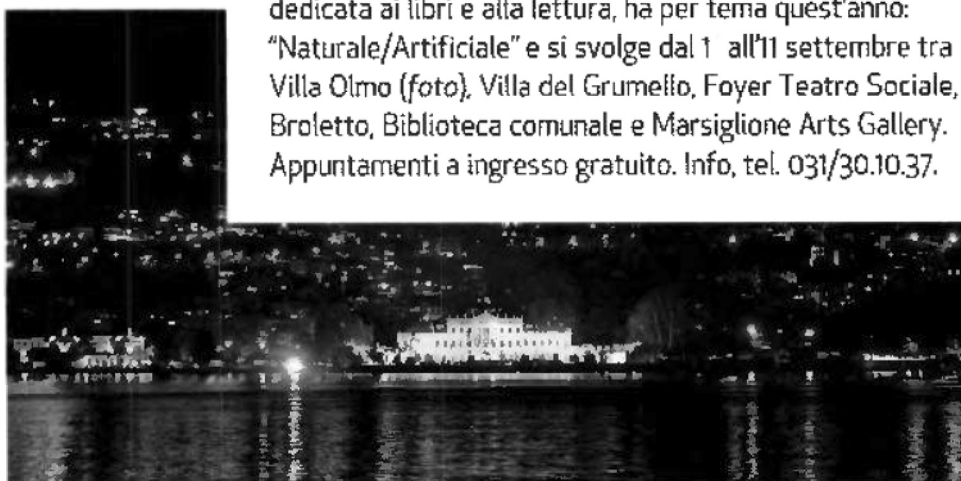 dedicata ai libri e alla lettura, ha per tema quest'anno:
"Naturale/Artificiale" e si svolge dal 1° all'11 settembre tra
Villa Olmo (foto), Villa del Grumello, Foyer Teatro Sociale,
Broletto, Biblioteca comunale e Marsiglione Arts Gallery.
Appuntamenti a ingresso gratuito. Info, tel. 031/30.10.37.